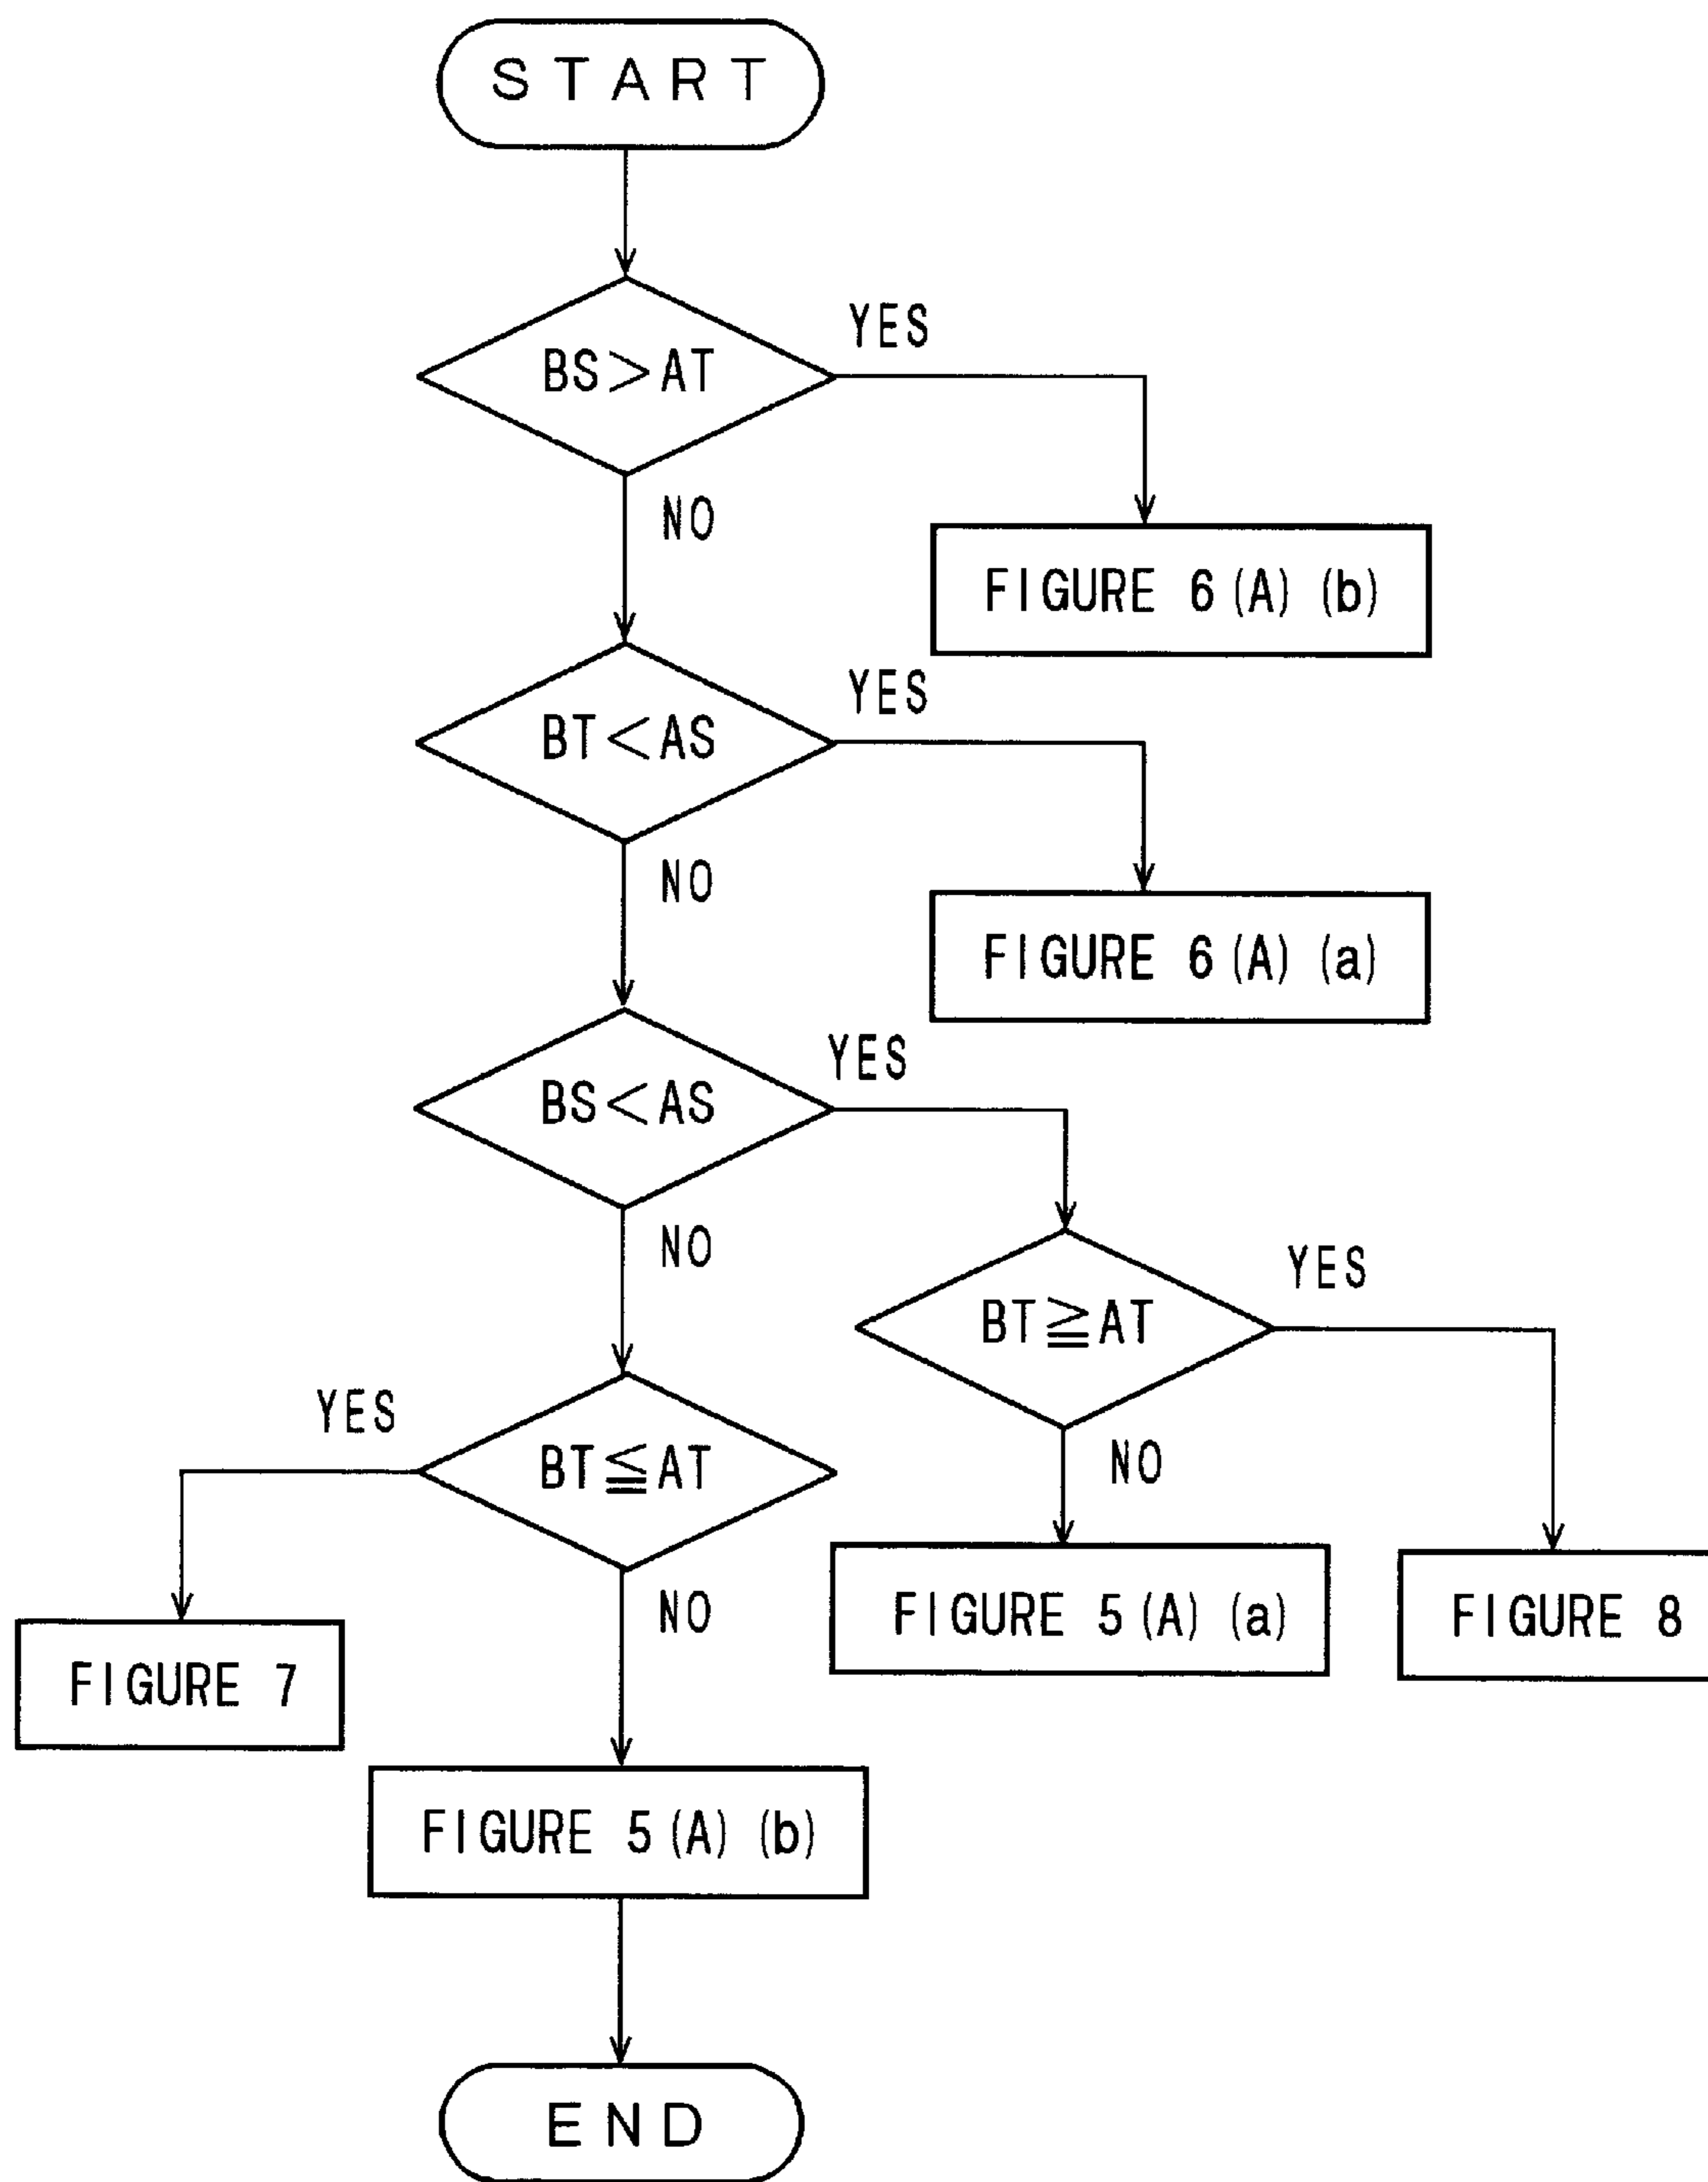 START
YES
BS>AT
NO
FIGURE 6 (A) (b)
YES
BT<AS
NO
FIGURE 6 (A) (a)
YES
BS<AS
NO
YES
BT≧AT
YES
BT≦AT
NO
FIGURE 5 (A) (a)
FIGURE 8
NO
FIGURE 7
FIGURE 5 (A) (b)
END